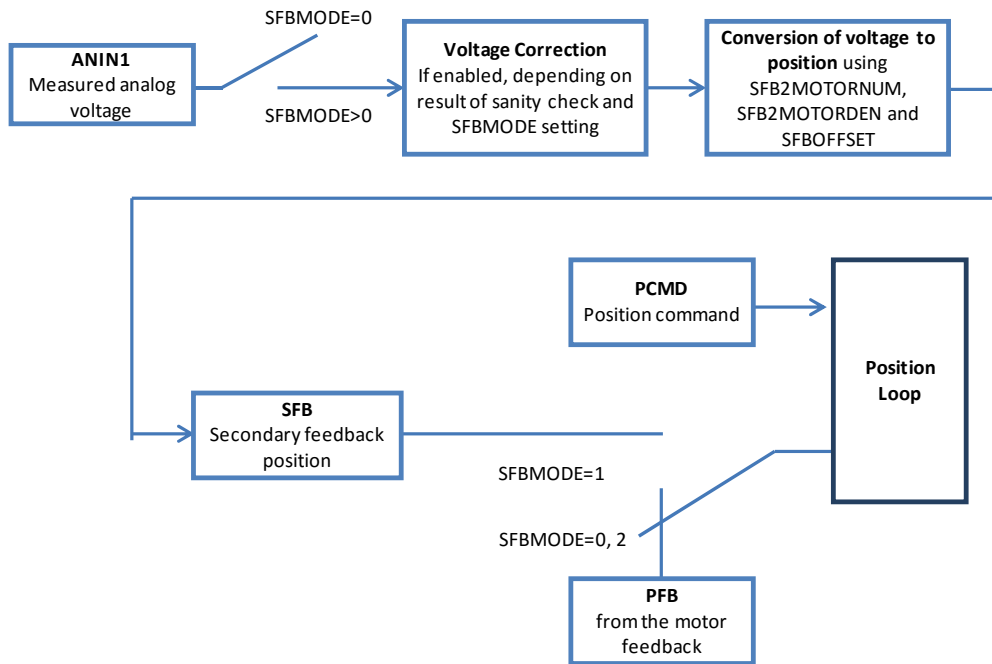 SFBMODE=0
ANIN1
Measured analog
voltage
SFBMODE>0
Voltage Correction
If enabled, depending on
result of sanity check and
SFBMODE setting
Conversion of voltage to
position using
SFB2MOTORNUM,
SFB2MOTORDEN and
SFBOFFSET
PCMD
Position command
Position
Loop
SFB
Secondary feedback
position
SFBMODE=1
SFBMODE=0, 2
PFB
from the motor
feedback